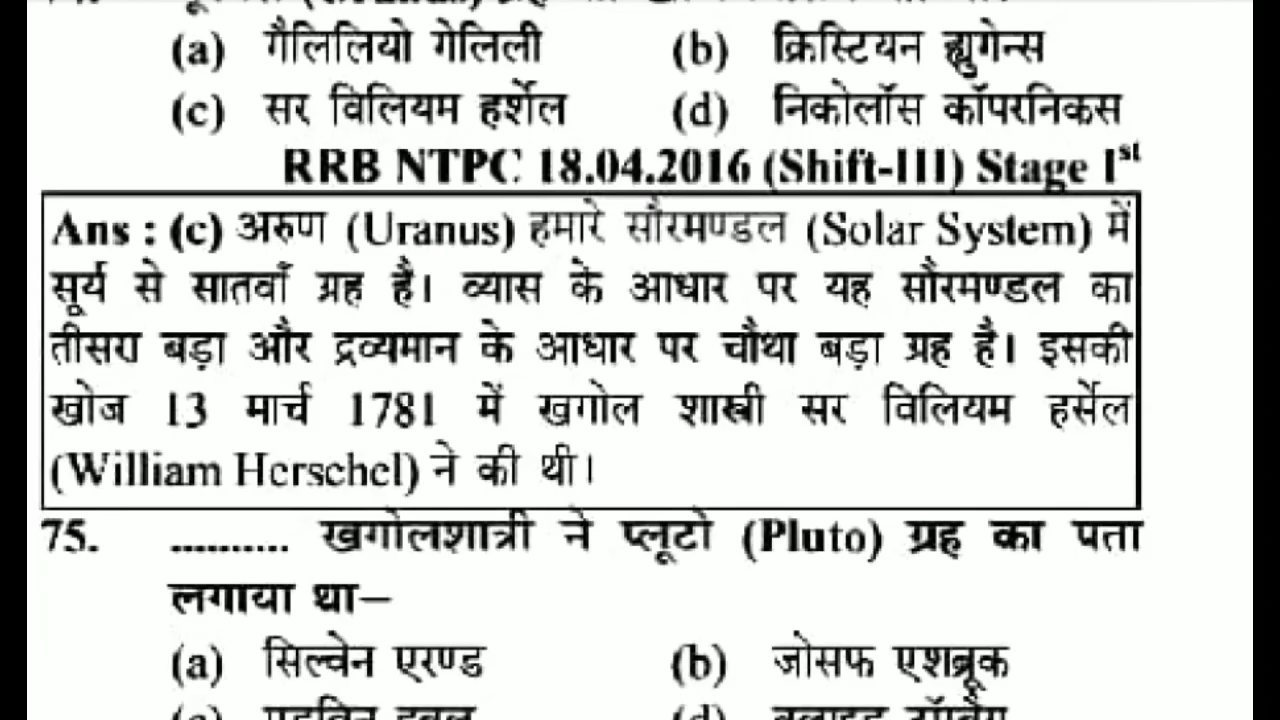 (a) गैलिलियो गेलिली (b) क्रिस्टियन ह्युगेन्स
(c) सर विलियम हर्शेल (d) निकोलॉस कॉपरनिकस
RRB NTPC 18.04.2016 (Shift-III) Stage Ist
Ans : (c) अरुण (Uranus) हमारे सौरमण्डल (Solar System) में
सूर्य से सातवाँ ग्रह है। व्यास के आधार पर यह सौरमण्डल का
तीसरा बड़ा और द्रव्यमान के आधार पर चौथा बड़ा ग्रह है। इसकी
खोज 13 मार्च 1781 में खगोल शास्त्री सर विलियम हर्सेल
(William Herschel) ने की थी।
75. .......... खगोलशात्री ने प्लूटो (Pluto) ग्रह का पता
लगाया था–
(a) सिल्वेन एरण्ड (b) जोसफ एशब्रूक